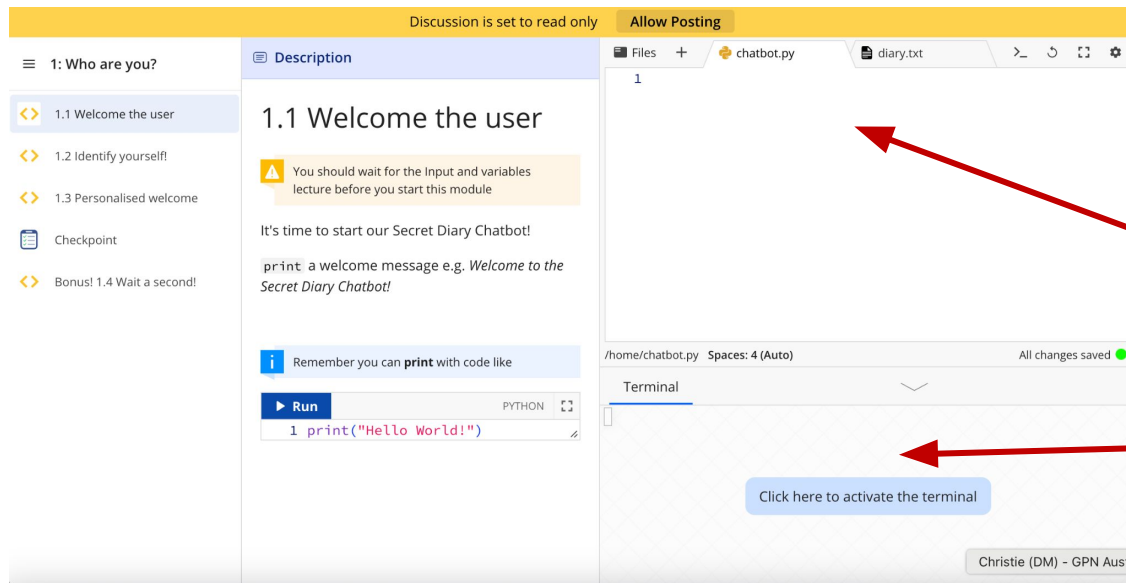 Discussion is set to read only Allow Posting
1: Who are you?
1.1 Welcome the user
1.2 Identify yourself!
1.3 Personalised welcome
Checkpoint
Bonus! 1.4 Wait a second!
Description
1.1 Welcome the user
You should wait for the Input and variables
lecture before you start this module
It's time to start our Secret Diary Chatbot!
print a welcome message e.g. Welcome to the
Secret Diary Chatbot!
Remember you can print with code like
Run PYTHON
1 print("Hello World!")
Files + chatbot.py diary.txt >_
1
/home/chatbot.py Spaces: 4 (Auto) All changes saved
Terminal
Click here to activate the terminal
Christie (DM) - GPN Aus